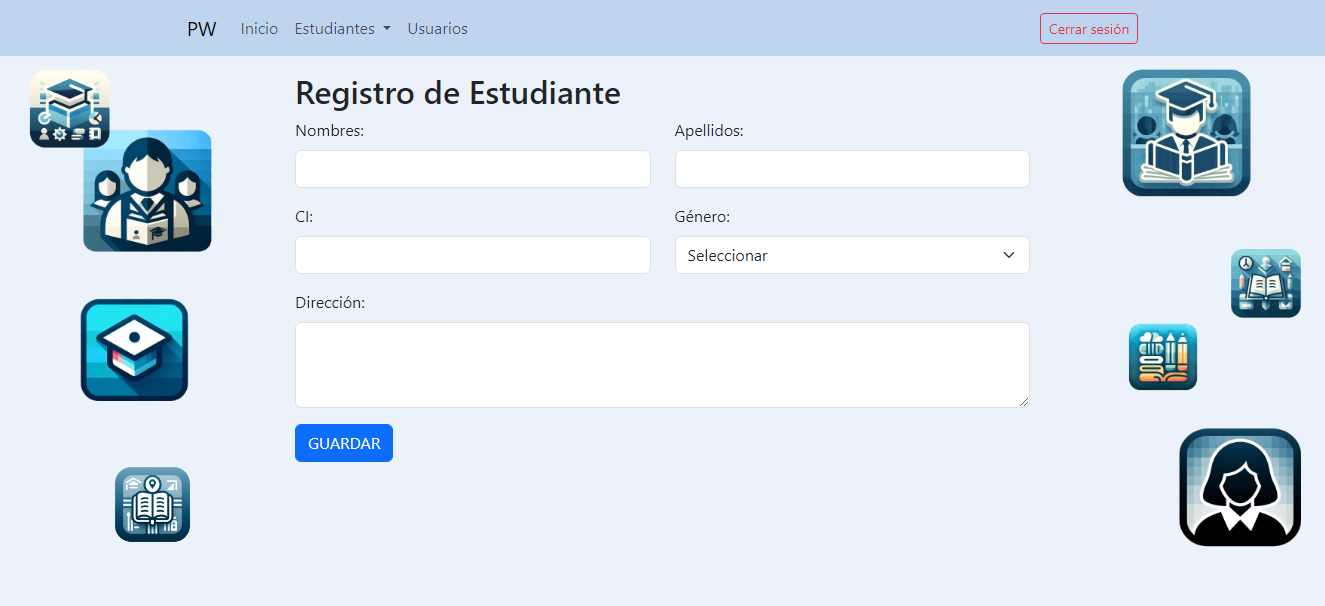 PW Inicio Estudiantes Usuarios Cerrar sesión
Registro de Estudiante
Nombres: Apellidos:
CI: Género:
Seleccionar
Dirección:
GUARDAR